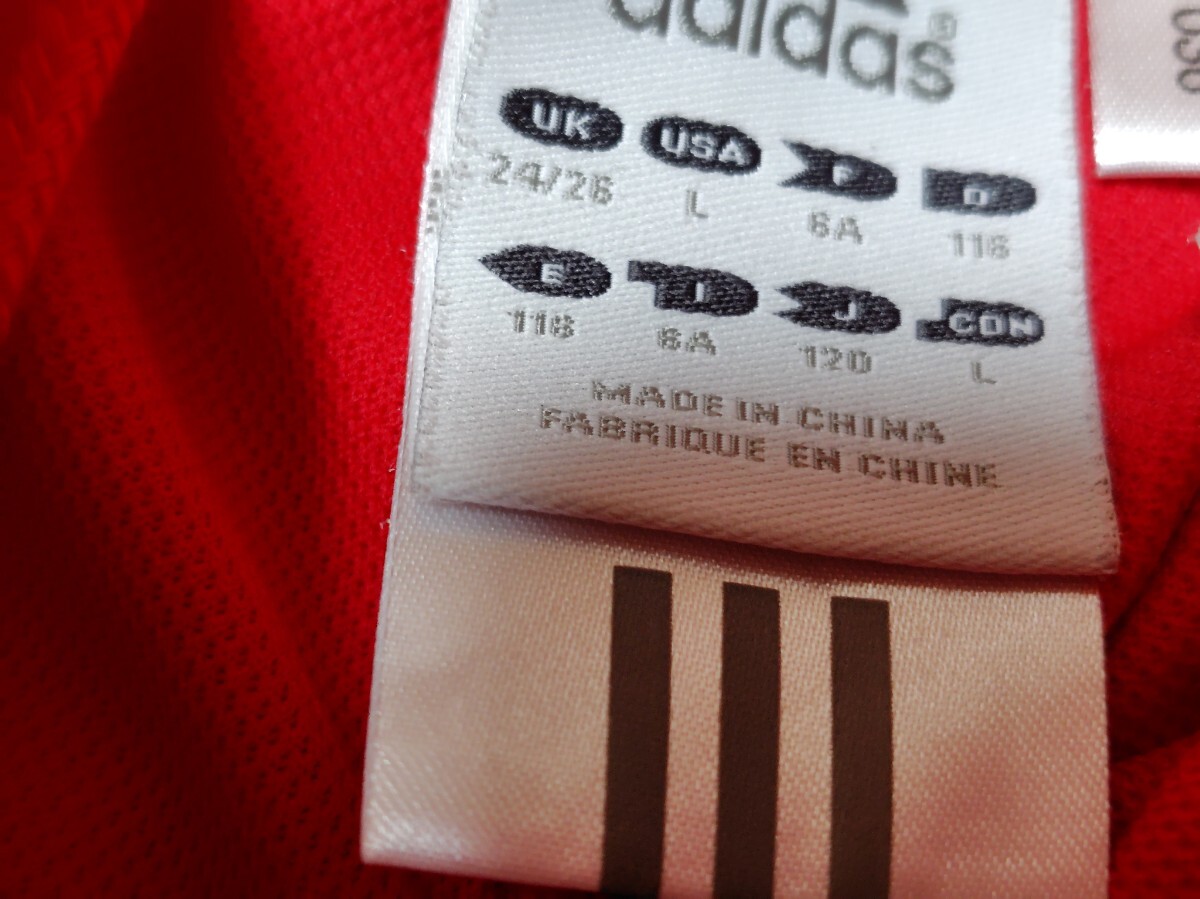 adidas®
UK USA F D
24/26 L 6A 116
E I J CON
116 6A 120 L
MADE IN CHINA
FABRIQUE EN CHINE